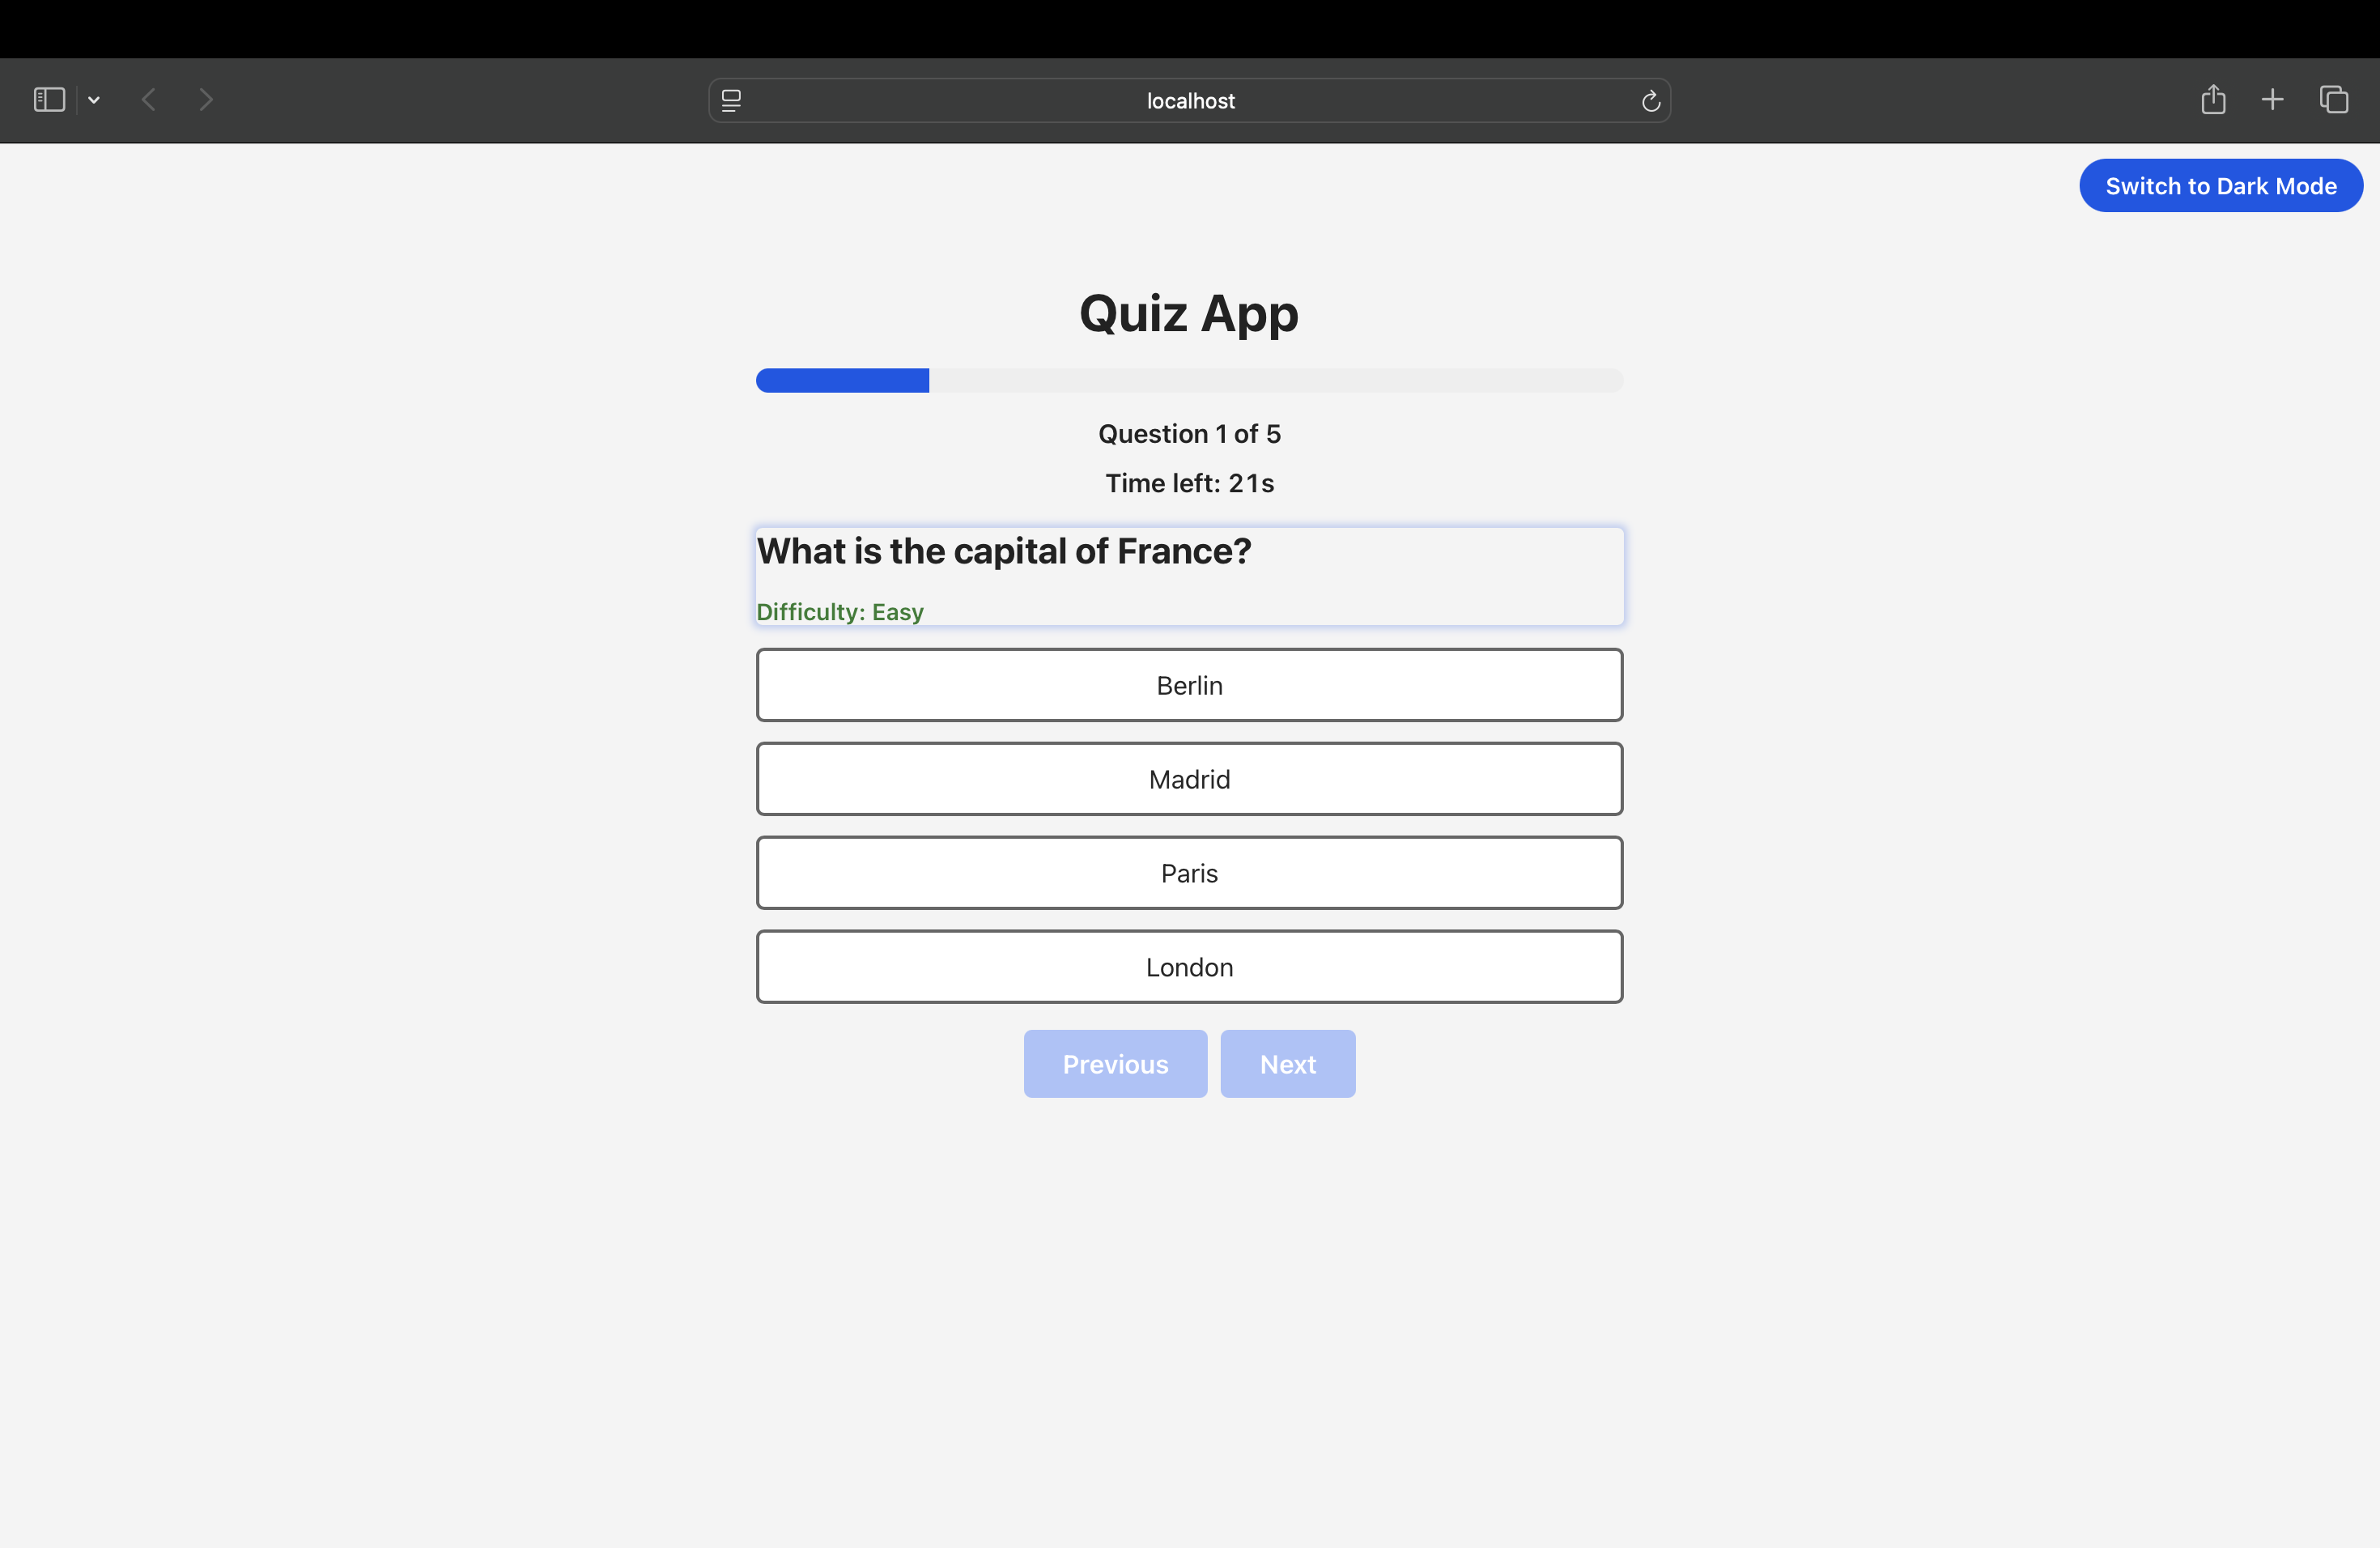 localhost
Switch to Dark Mode
Quiz App
Question 1 of 5
Time left: 21s
What is the capital of France?
Difficulty: Easy
Berlin
Madrid
Paris
London
Previous Next